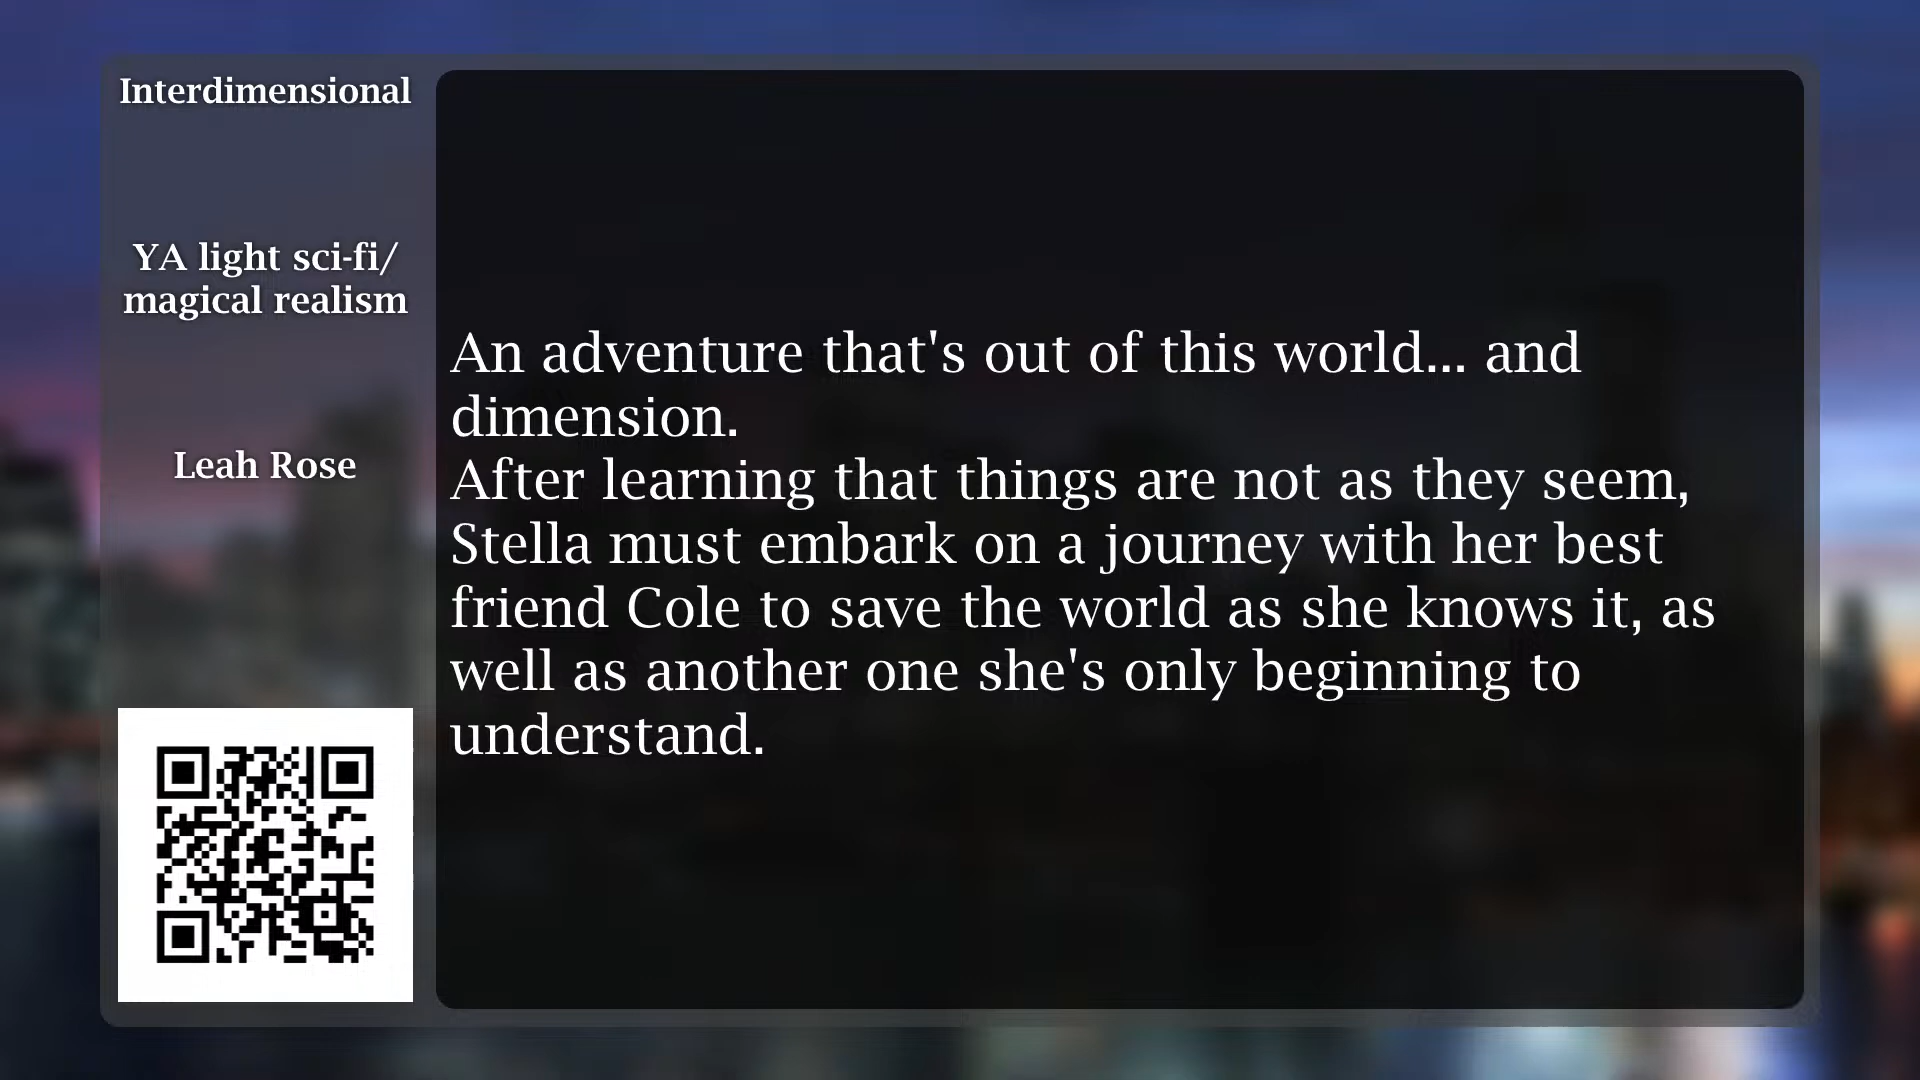 Interdimensional
YA light sci-fi/
magical realism
Leah Rose
An adventure that's out of this world... and
dimension.
After learning that things are not as they seem,
Stella must embark on a journey with her best
friend Cole to save the world as she knows it, as
well as another one she's only beginning to
understand.